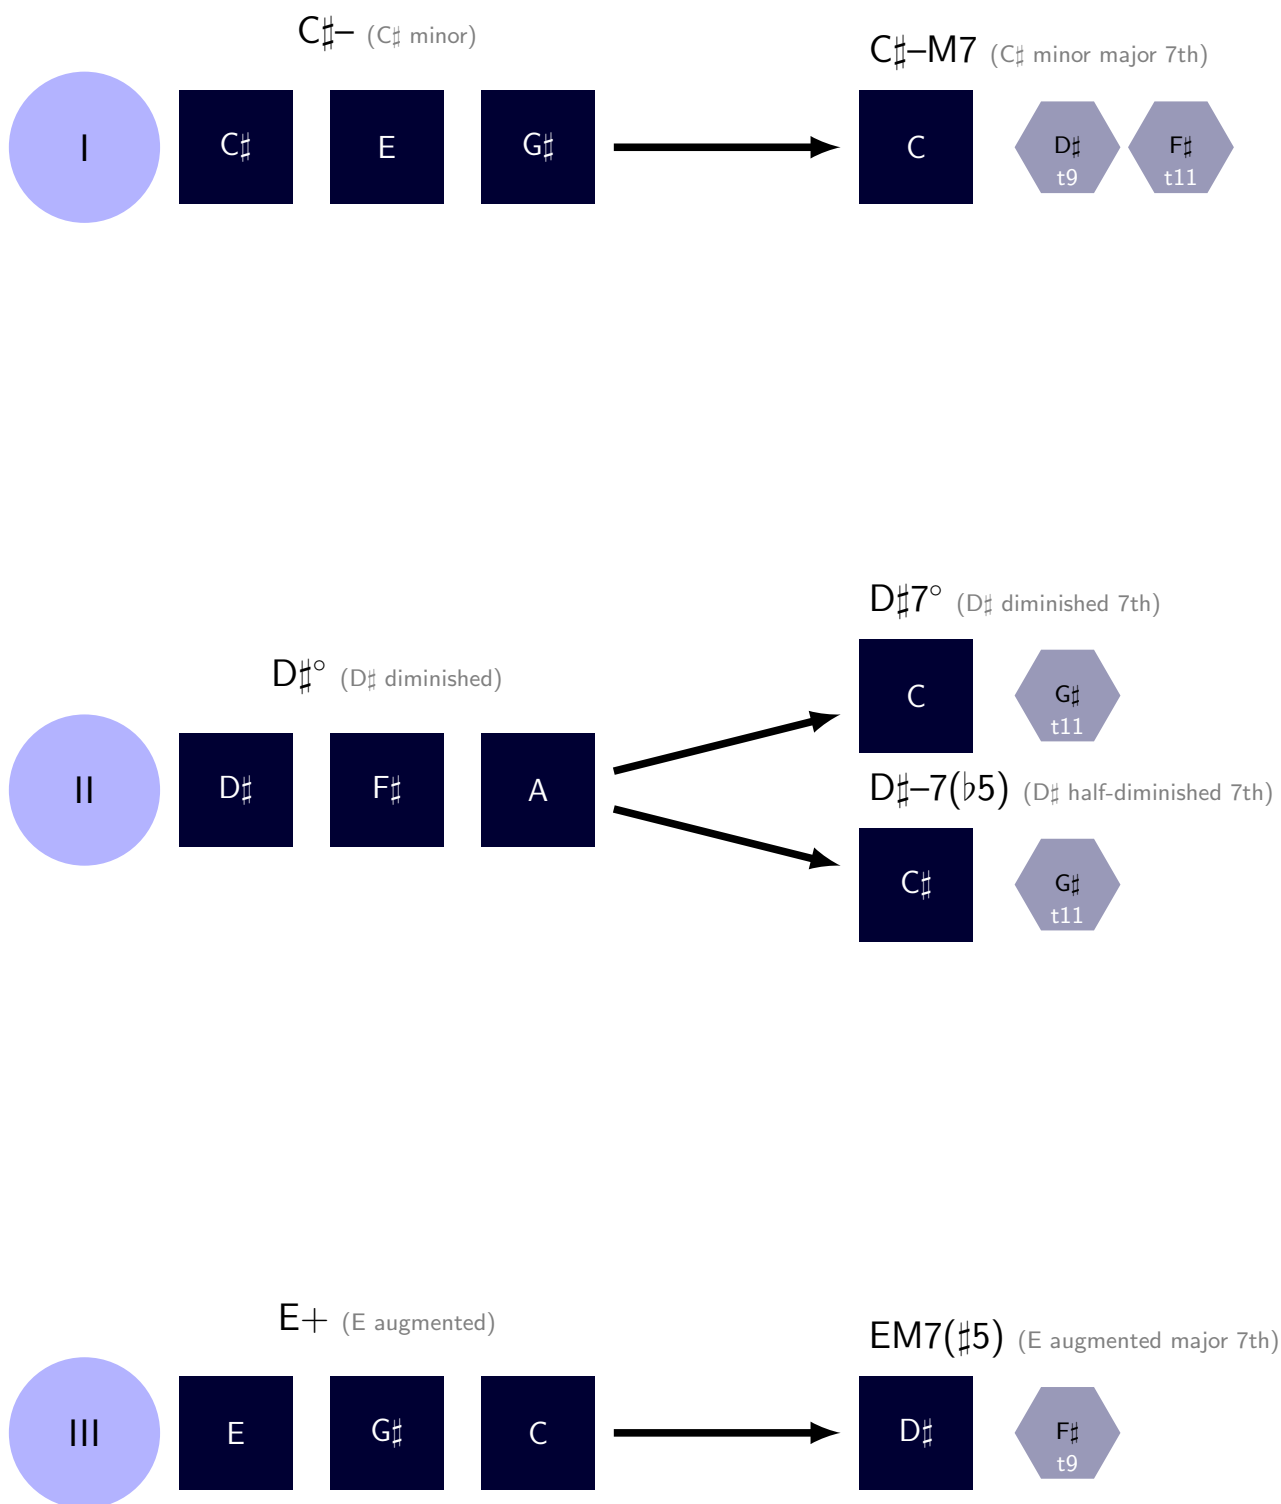 C♯– (C♯ minor)
C♯–M7 (C♯ minor major 7th)
I C♯ E G♯ C D♯ F♯
t9 t11
D♯7° (D♯ diminished 7th)
C G♯
t11
D♯° (D♯ diminished)
II D♯ F♯ A
D♯–7(♭5) (D♯ half-diminished 7th)
C♯ G♯
t11
E+ (E augmented)
EM7(♯5) (E augmented major 7th)
III E G♯ C D♯ F♯
t9